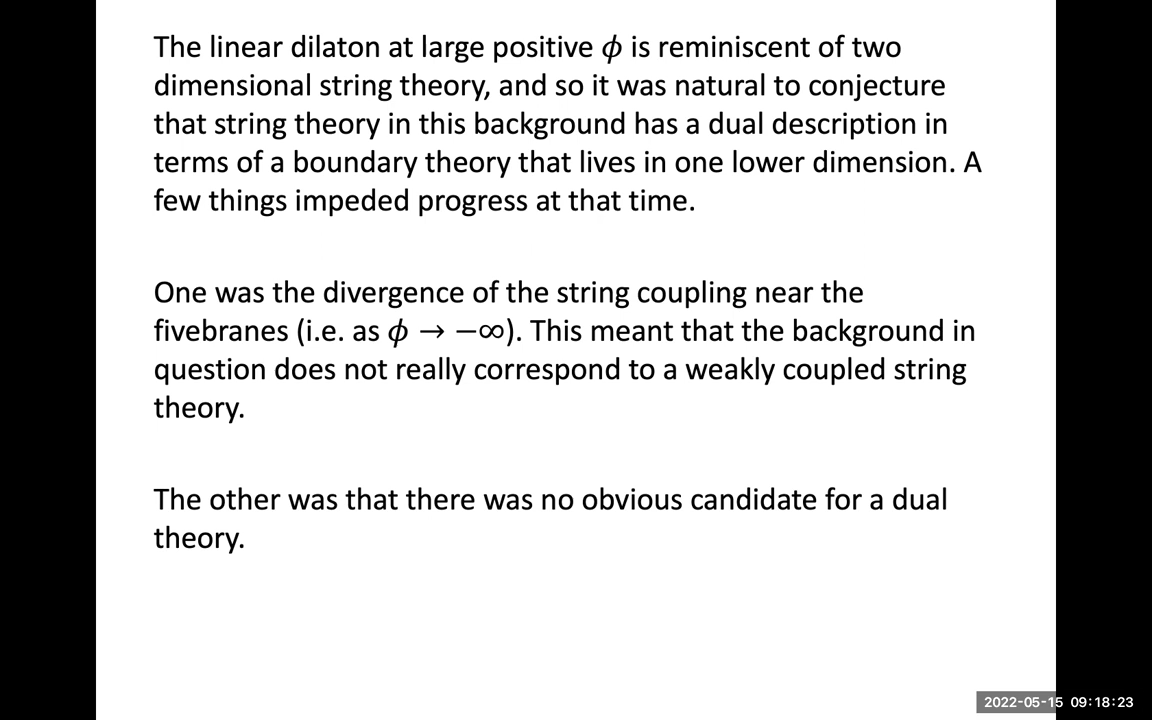 The linear dilaton at large positive ϕ is reminiscent of two
dimensional string theory, and so it was natural to conjecture
that string theory in this background has a dual description in
terms of a boundary theory that lives in one lower dimension. A
few things impeded progress at that time.
One was the divergence of the string coupling near the
fivebranes (i.e. as ϕ → −∞). This meant that the background in
question does not really correspond to a weakly coupled string
theory.
The other was that there was no obvious candidate for a dual
theory.
2022-05-15 09:18:23